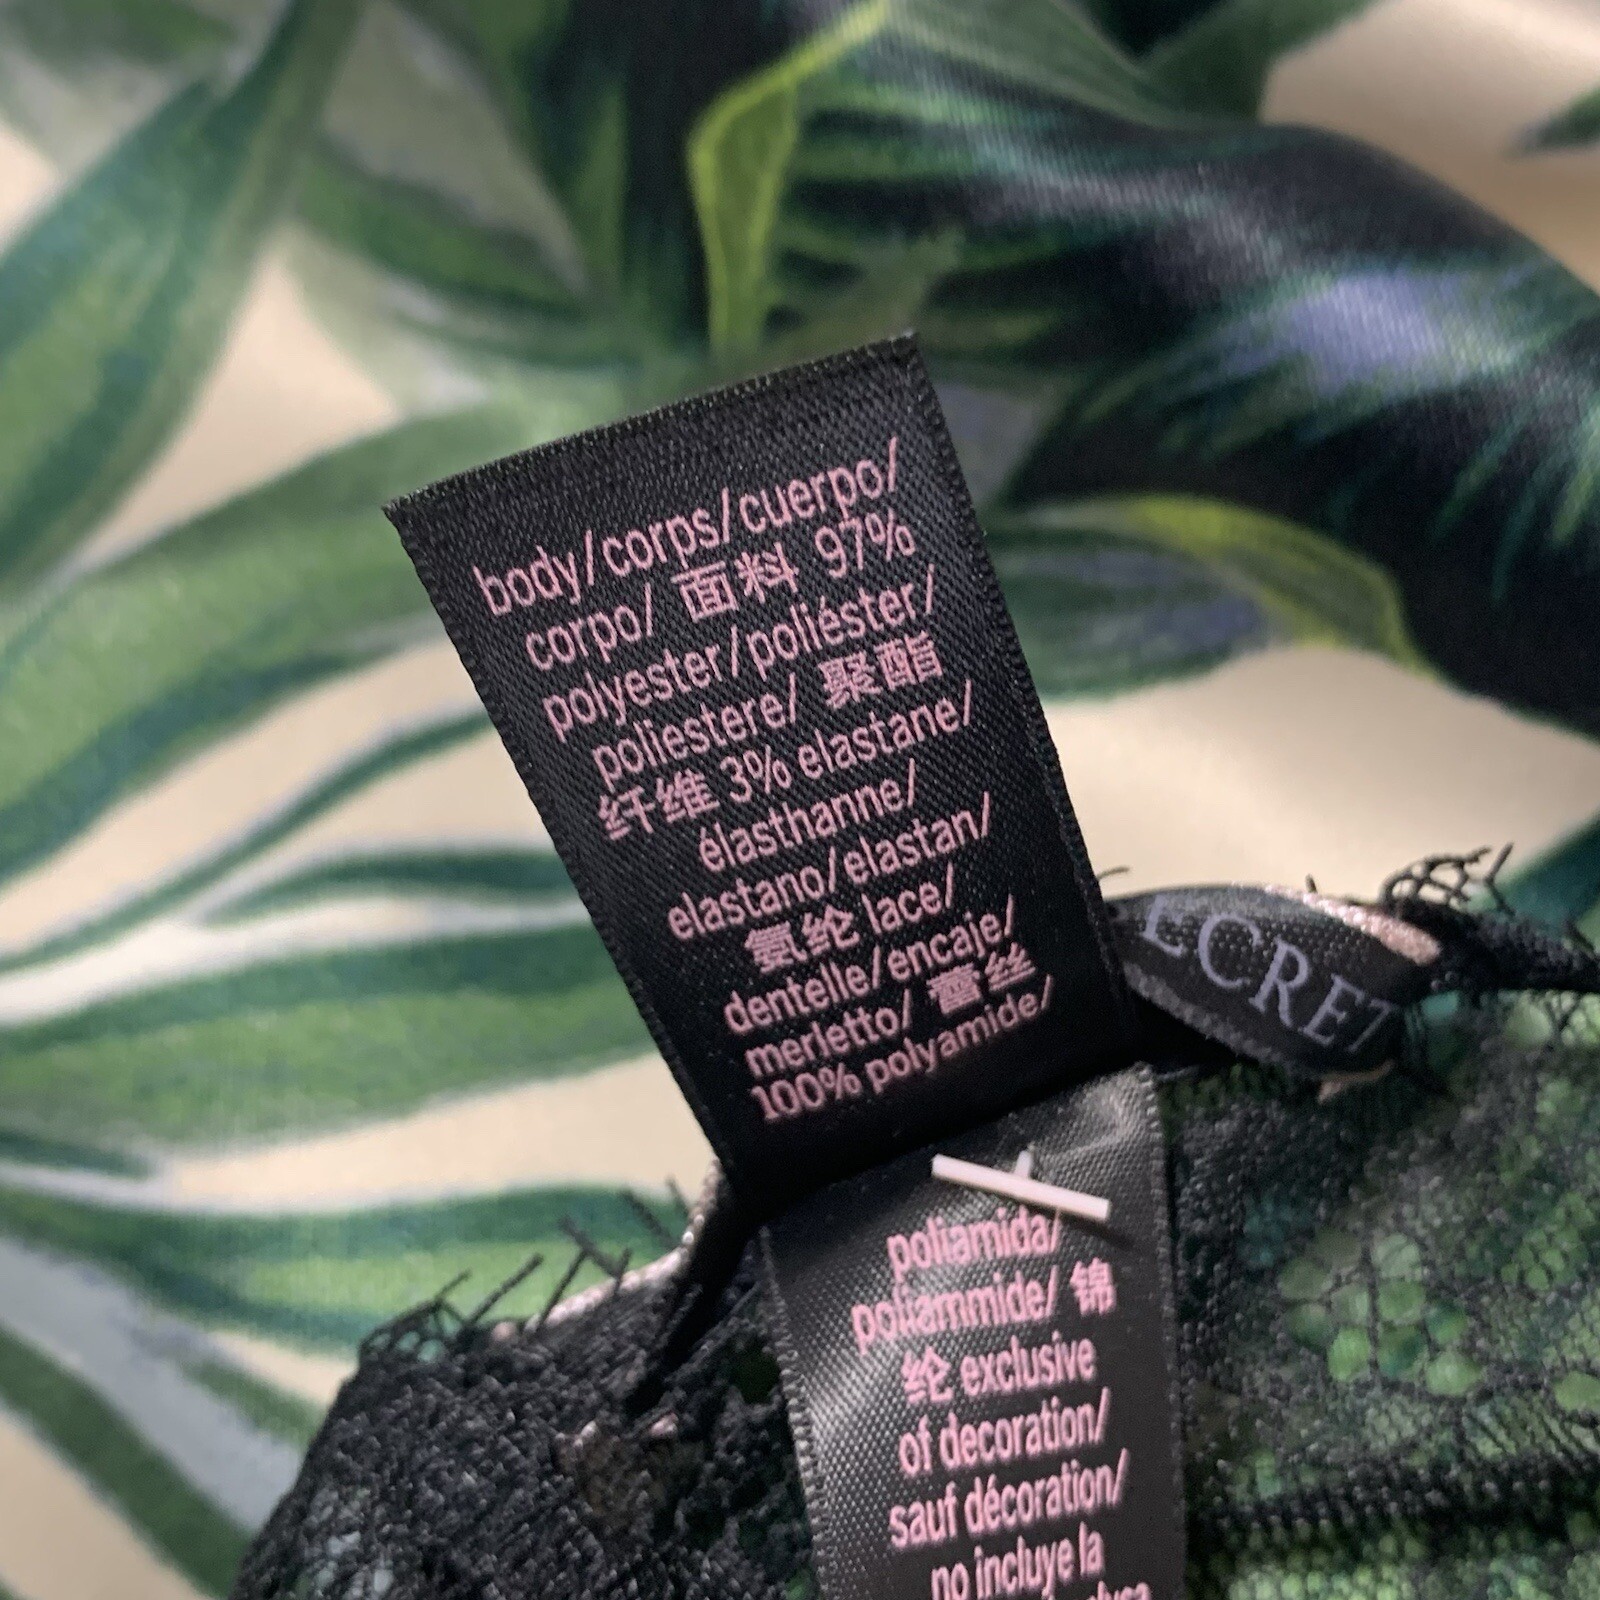 body/corps/cuerpo/
corpo/ 面料 97%
polyester/poliéster/
poliestere/ 聚酯
纤维 3% elastane/
élasthanne/
elastano/elastan/
氨纶 lace/
dentelle/encaje/
merletto/ 蕾丝
100% polyamide/
poliamida/
poliammide/ 锦
纶 exclusive
of decoration/
sauf décoration/
no incluye la
ECRET